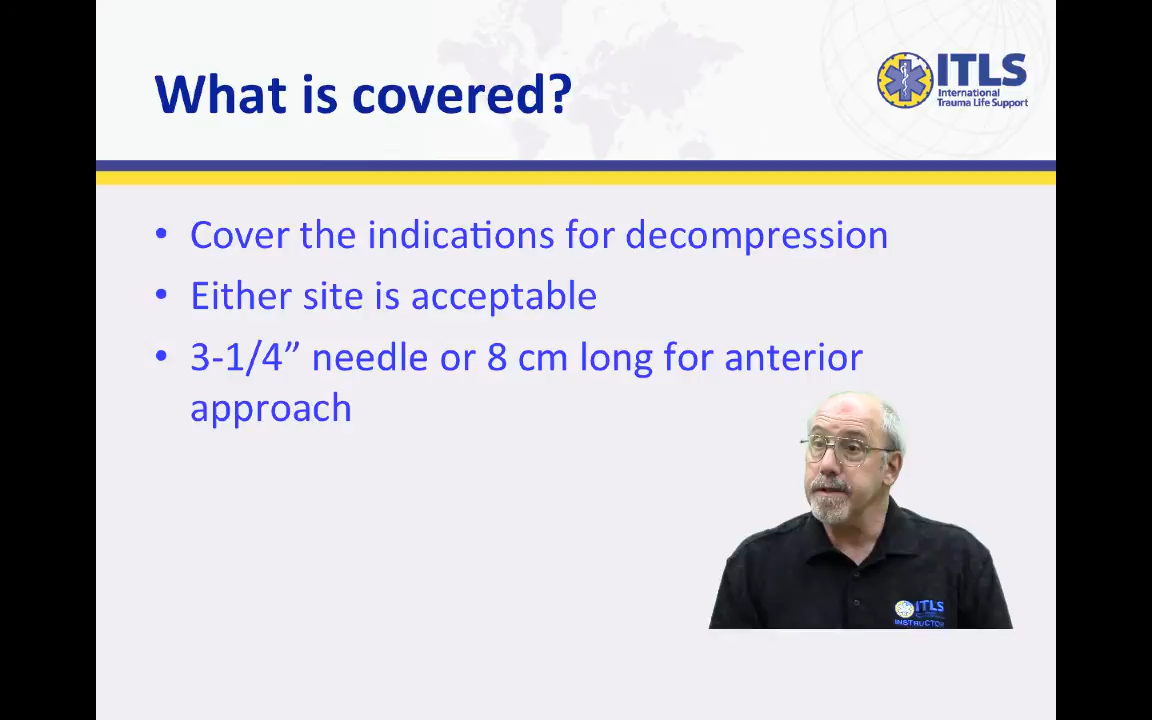 What is covered?
ITLS
International
Trauma Life Support
• Cover the indications for decompression
• Either site is acceptable
• 3-1/4” needle or 8 cm long for anterior
approach
ITLS
INSTRUCTOR